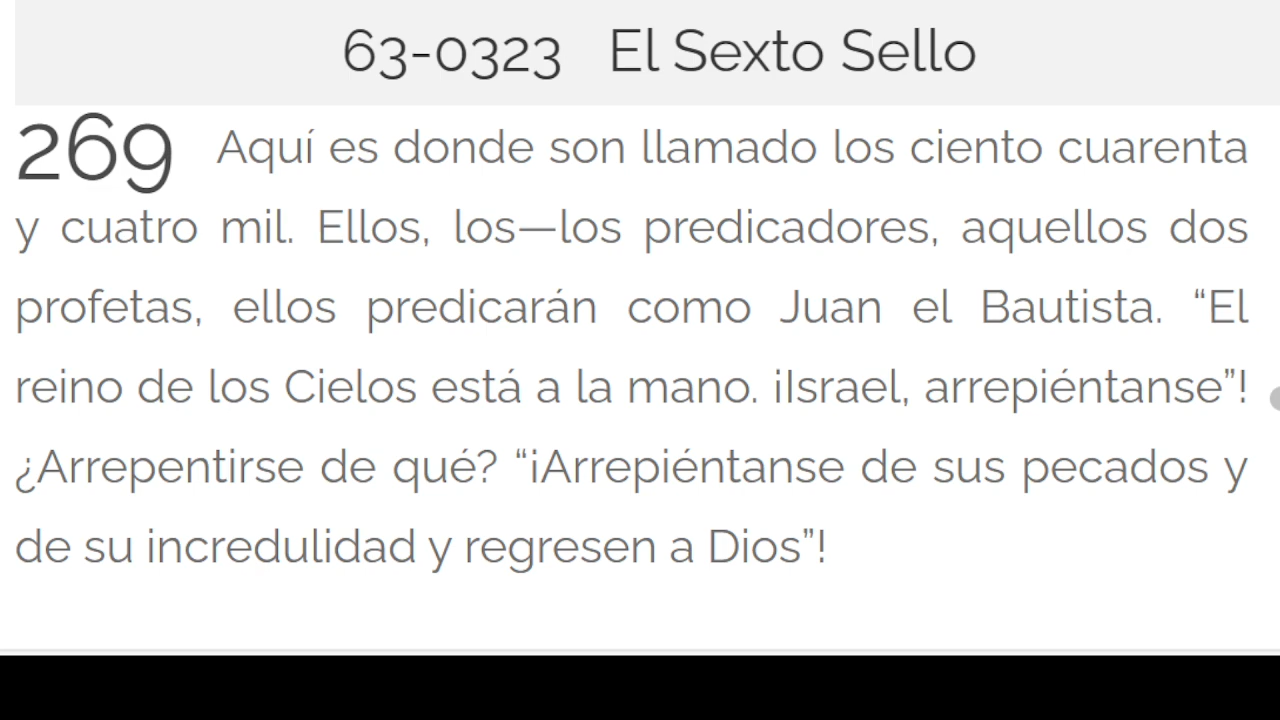 63-0323 El Sexto Sello
269 Aquí es donde son llamado los ciento cuarenta
y cuatro mil. Ellos, los—los predicadores, aquellos dos
profetas, ellos predicarán como Juan el Bautista. “El
reino de los Cielos está a la mano. ¡Israel, arrepiéntanse”!
¿Arrepentirse de qué? “¡Arrepiéntanse de sus pecados y
de su incredulidad y regresen a Dios”!